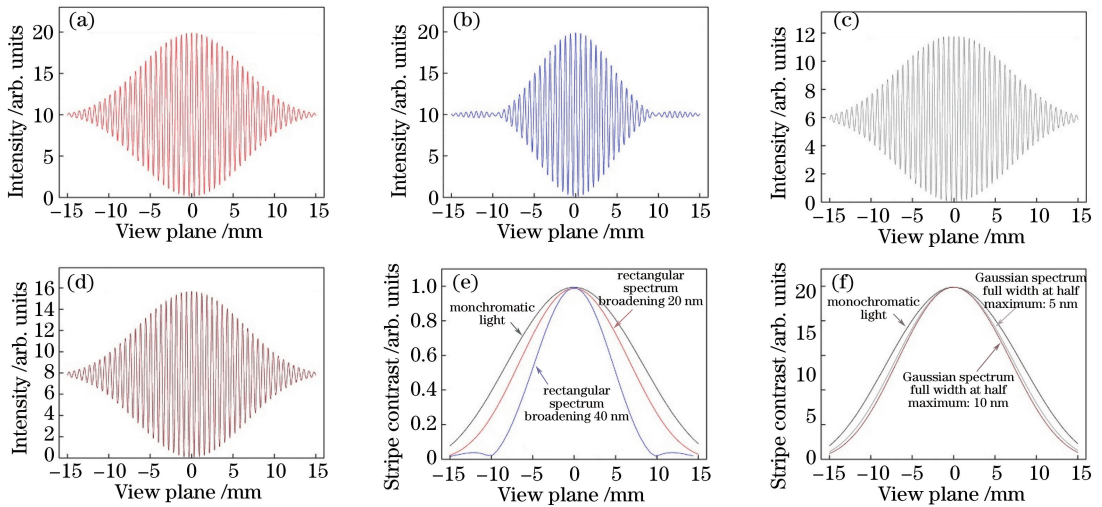 (a)
Intensity /arb. units
20
15
10
5
0
−15 −10 −5 0 5 10 15
View plane /mm
(b)
Intensity /arb. units
20
15
10
5
0
−15 −10 −5 0 5 10 15
View plane /mm
(c)
Intensity /arb. units
12
10
8
6
4
2
0
−15 −10 −5 0 5 10 15
View plane /mm
(d)
Intensity /arb. units
16
14
12
10
8
6
4
2
0
−15 −10 −5 0 5 10 15
View plane /mm
(e)
Stripe contrast /arb. units
1.0
0.8
0.6
0.4
0.2
0
monochromatic
light
rectangular
spectrum
broadening 20 nm
rectangular
spectrum
broadening 40 nm
−15 −10 −5 0 5 10 15
View plane /mm
(f)
Stripe contrast /arb. units
20
20
15
10
5
0
monochromatic
light
Gaussian spectrum
full width at half
maximum: 5 nm
Gaussian spectrum
full width at half
maximum: 10 nm
−15 −10 −5 0 5 10 15
View plane /mm